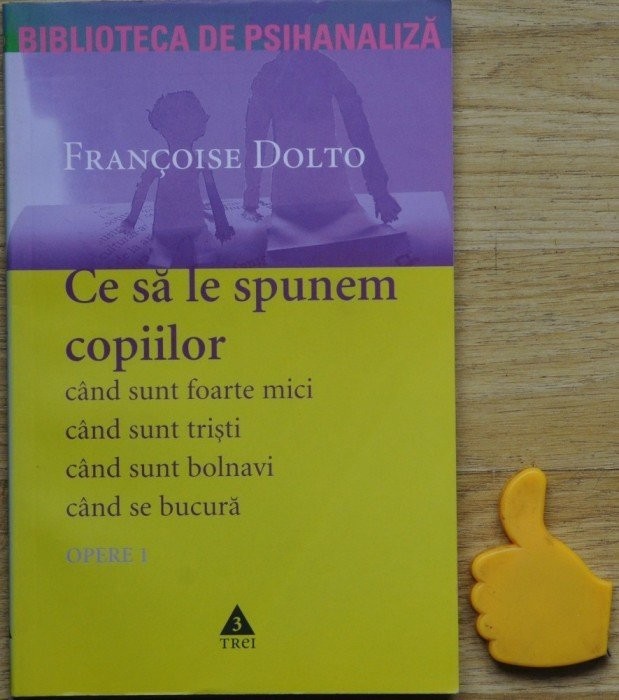 BIBLIOTECA DE PSIHANALIZĂ
FRANÇOISE DOLTO
Ce să le spunem
copiilor
când sunt foarte mici
când sunt triști
când sunt bolnavi
când se bucură
OPERE 1
3
TREI